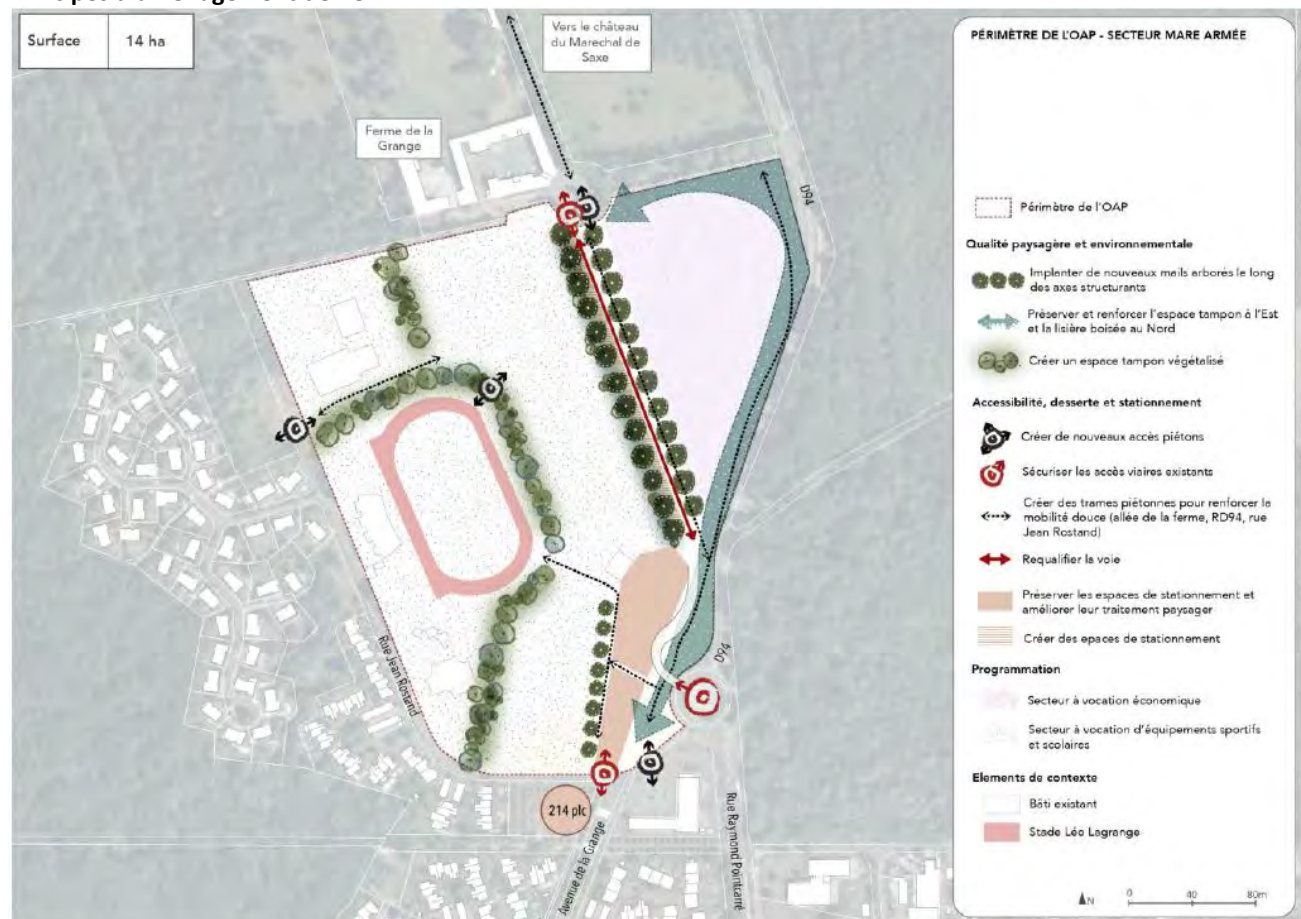 Surface 14 ha
Vers le château
du Marechal de
Saxe
Ferme de la
Grange
D94
D94
Rue Jean Rostand
214 plc
Avenue de la Grange
Rue Raymond Pointcarré
PÉRIMÈTRE DE L'OAP - SECTEUR MARE ARMÉE
Périmètre de l'OAP
Qualité paysagère et environnementale
Implanter de nouveaux mails arborés le long
des axes structurants
Préserver et renforcer l'espace tampon à l'Est
et la lisière boisée au Nord
Créer un espace tampon végétalisé
Accessibilité, desserte et stationnement
Créer de nouveaux accès piétons
Sécuriser les accès viaires existants
Créer des trames piétonnes pour renforcer la
mobilité douce (allée de la ferme, RD94, rue
Jean Rostand)
Requalifier la voie
Préserver les espaces de stationnement et
améliorer leur traitement paysager
Créer des epaces de stationnement
Programmation
Secteur à vocation économique
Secteur à vocation d'équipements sportifs
et scolaires
Elements de contexte
Bâti existant
Stade Léo Lagrange
N 0 40 80m